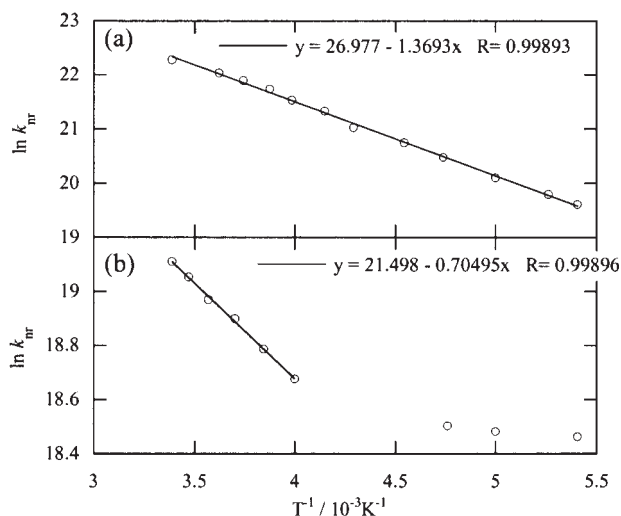 23
(a)
y = 26.977 - 1.3693x R= 0.99893
22
21
20
19
ln k_nr
(b)
y = 21.498 - 0.70495x R= 0.99896
19
18.8
18.6
18.4
ln k_nr
3 3.5 4 4.5 5 5.5
T⁻¹ / 10⁻³K⁻¹